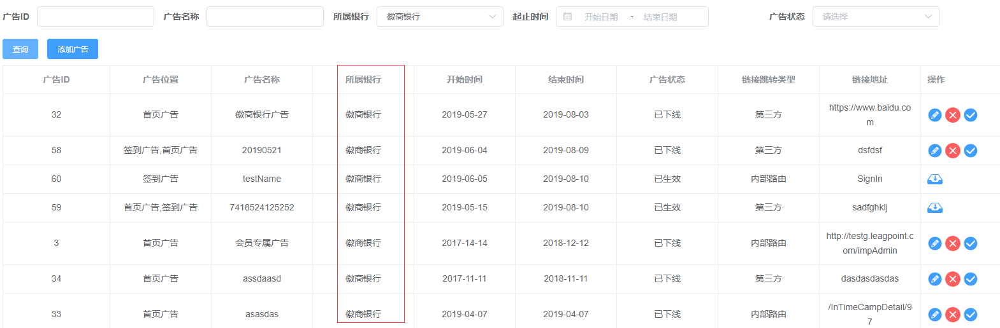 广告ID 广告名称 所属银行 徽商银行 起止时间 开始日期 - 结束日期 广告状态 请选择
查询 添加广告
广告ID 广告位置 广告名称 所属银行 开始时间 结束时间 广告状态 链接跳转类型 链接地址 操作
32 首页广告 徽商银行广告 徽商银行 2019-05-27 2019-08-03 已下线 第三方 https://www.baidu.co
m
58 签到广告,首页广告 20190521 徽商银行 2019-06-04 2019-08-09 已下线 第三方 dsfdsf
60 签到广告 testName 徽商银行 2019-06-05 2019-08-10 已生效 内部路由 SignIn
59 首页广告,签到广告 7418524125252 徽商银行 2019-05-15 2019-08-10 已生效 第三方 sadfghklj
3 首页广告 会员专属广告 徽商银行 2017-14-14 2018-12-12 已下线 内部路由 http://testg.leagpoint.c
om/impAdmin
34 首页广告 assdaasd 徽商银行 2017-11-11 2018-11-11 已下线 第三方 dasdasdasdas
33 首页广告 asasdas 徽商银行 2019-04-07 2019-04-07 已下线 内部路由 /InTimeCampDetail/9
7